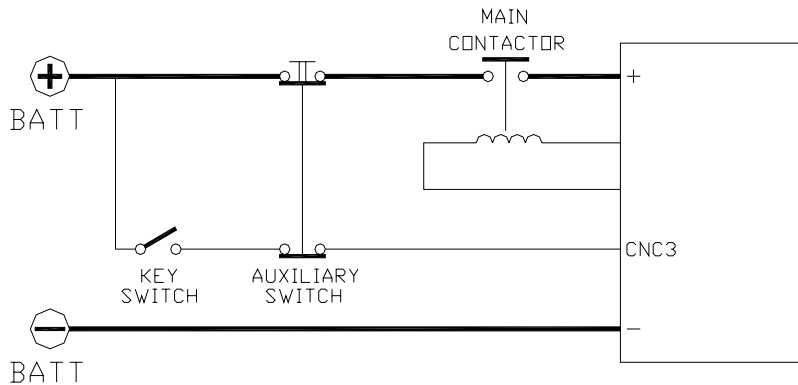 MAIN
CONTACTOR
+
+
BATT
CNC3
KEY
SWITCH
AUXILIARY
SWITCH
−
−
BATT